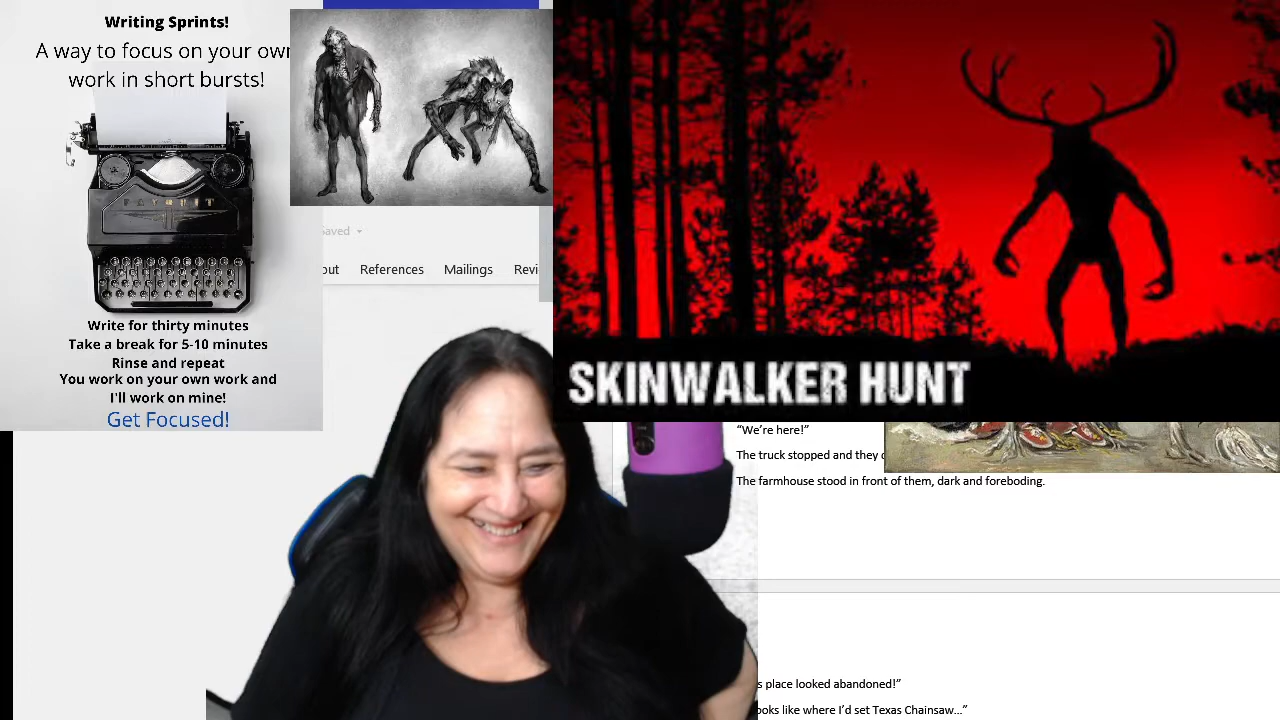 Writing Sprints!
A way to focus on your own
work in short bursts!
Write for thirty minutes
Take a break for 5-10 minutes
Rinse and repeat
You work on your own work and
I'll work on mine!
Get Focused!
Saved
References Mailings
SKINWALKER HUNT
“We’re here!”
The truck stopped and they
The farmhouse stood in front of them, dark and foreboding.
place looked abandoned!”
like where I’d set Texas Chainsaw…”